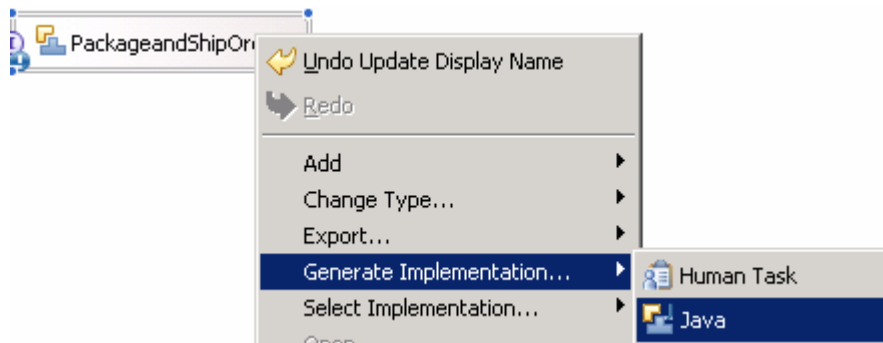 PackageandShipOr
Undo Update Display Name
Redo
Add
Change Type...
Export...
Generate Implementation...
Human Task
Select Implementation...
Java